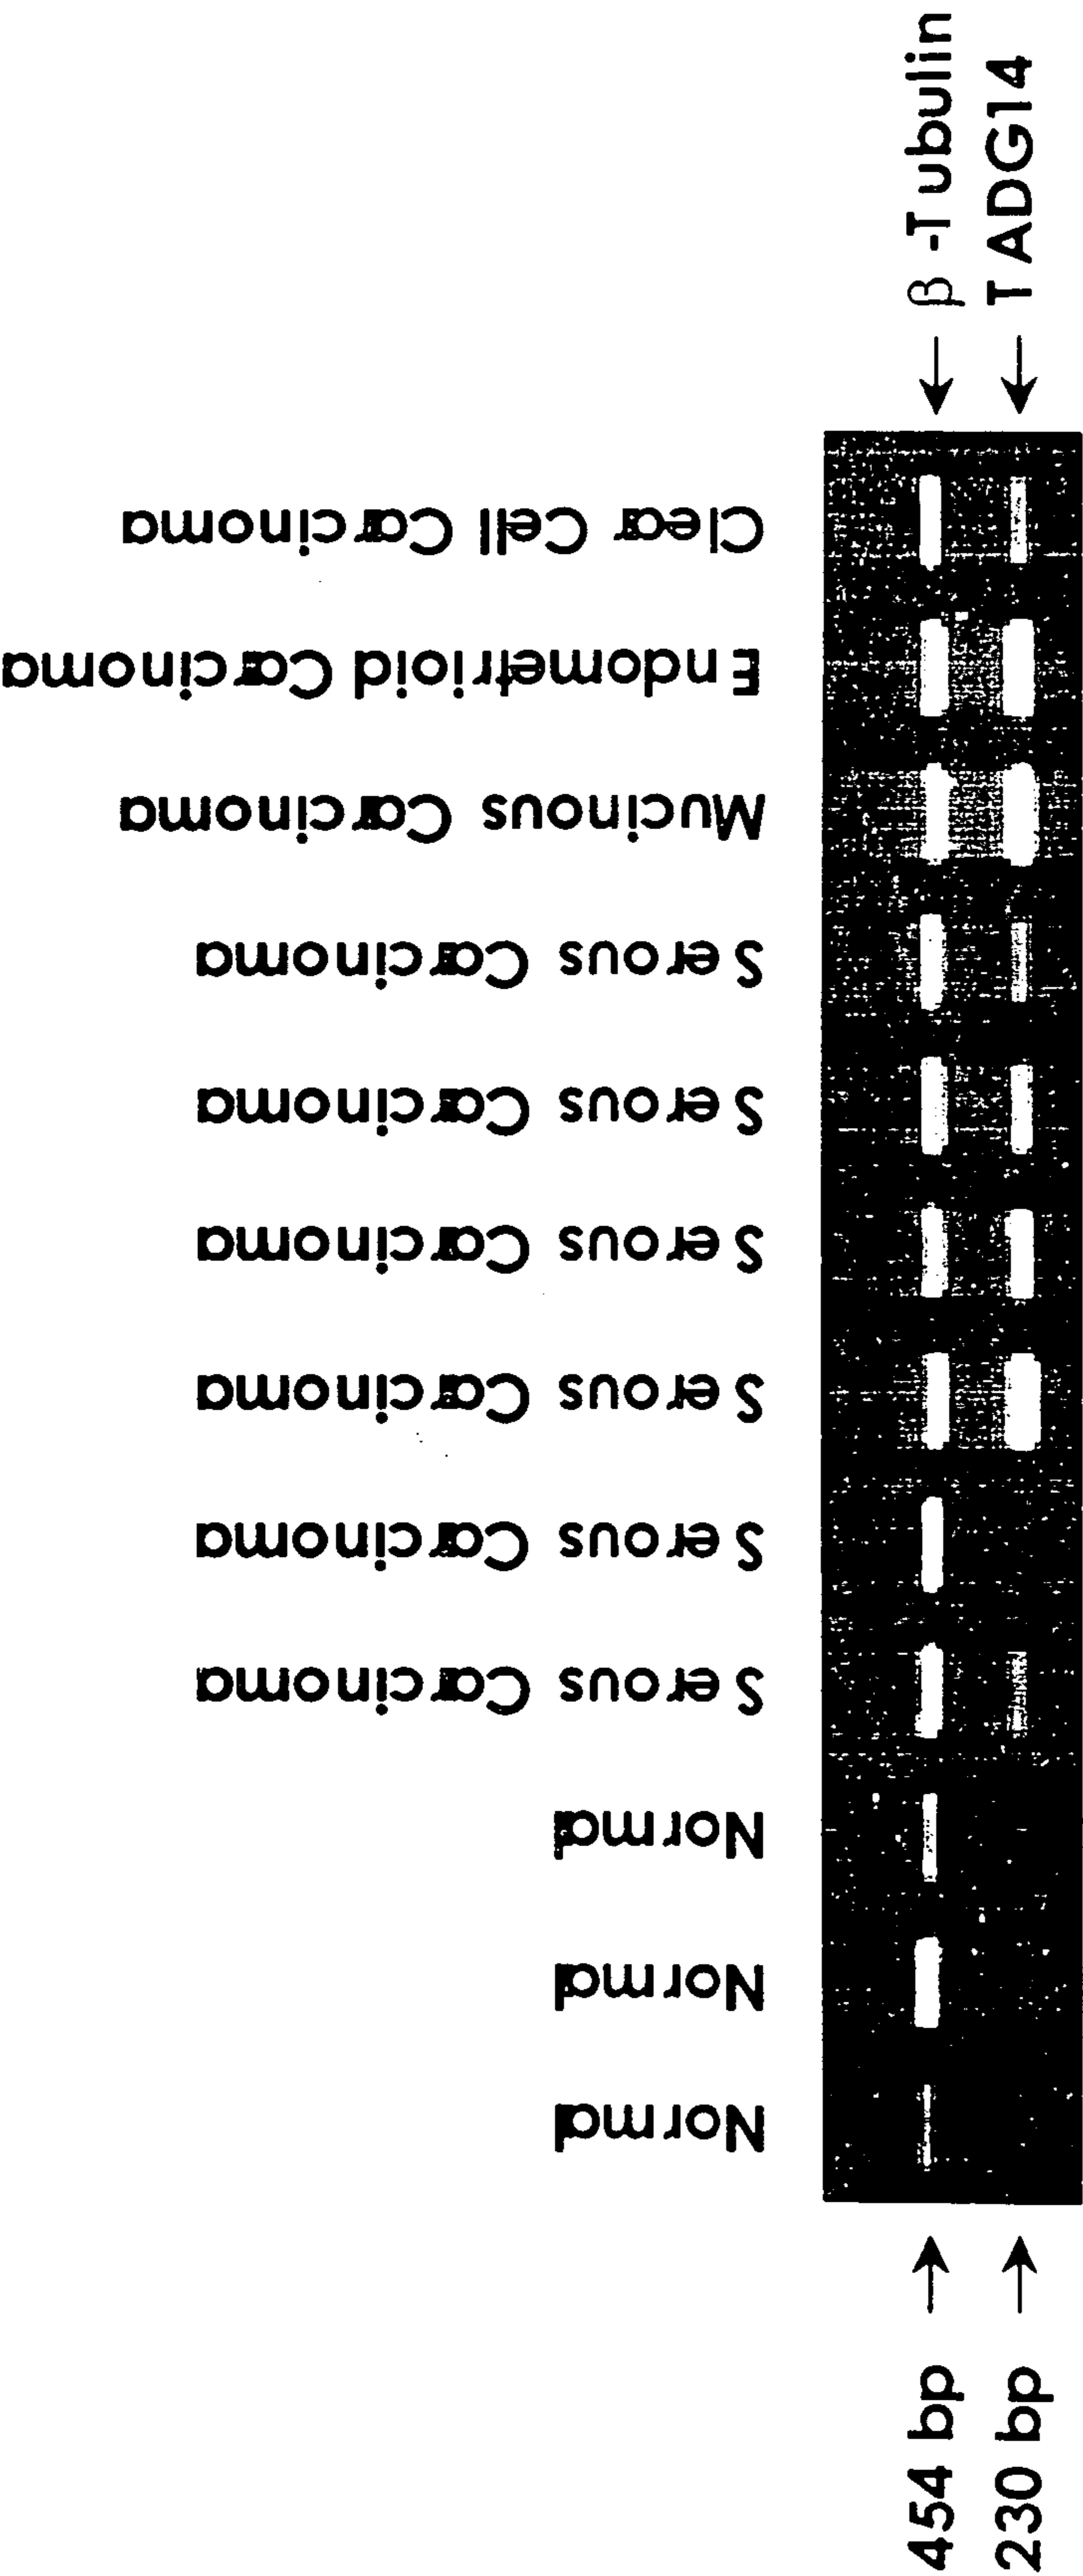 Normal
Normal
Normal
Serous Carcinoma
Serous Carcinoma
Serous Carcinoma
Serous Carcinoma
Serous Carcinoma
Serous Carcinoma
Mucinous Carcinoma
Endometrioid Carcinoma
Clear Cell Carcinoma
454 bp → ← β-Tubulin
230 bp → ← TADG14